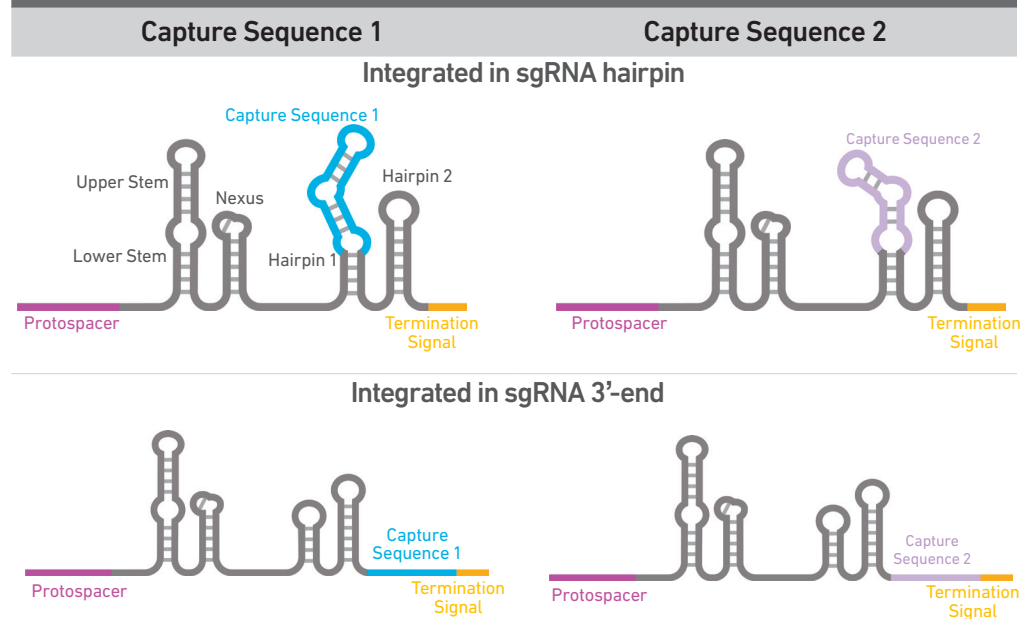 Capture Sequence 1
Capture Sequence 2
Integrated in sgRNA hairpin
Capture Sequence 1
Upper Stem
Nexus
Lower Stem
Hairpin 1
Hairpin 2
Protospacer
Termination
Signal
Capture Sequence 2
Protospacer
Termination
Signal
Integrated in sgRNA 3’-end
Capture
Sequence 1
Protospacer
Termination
Signal
Capture
Sequence 2
Protospacer
Termination
Signal